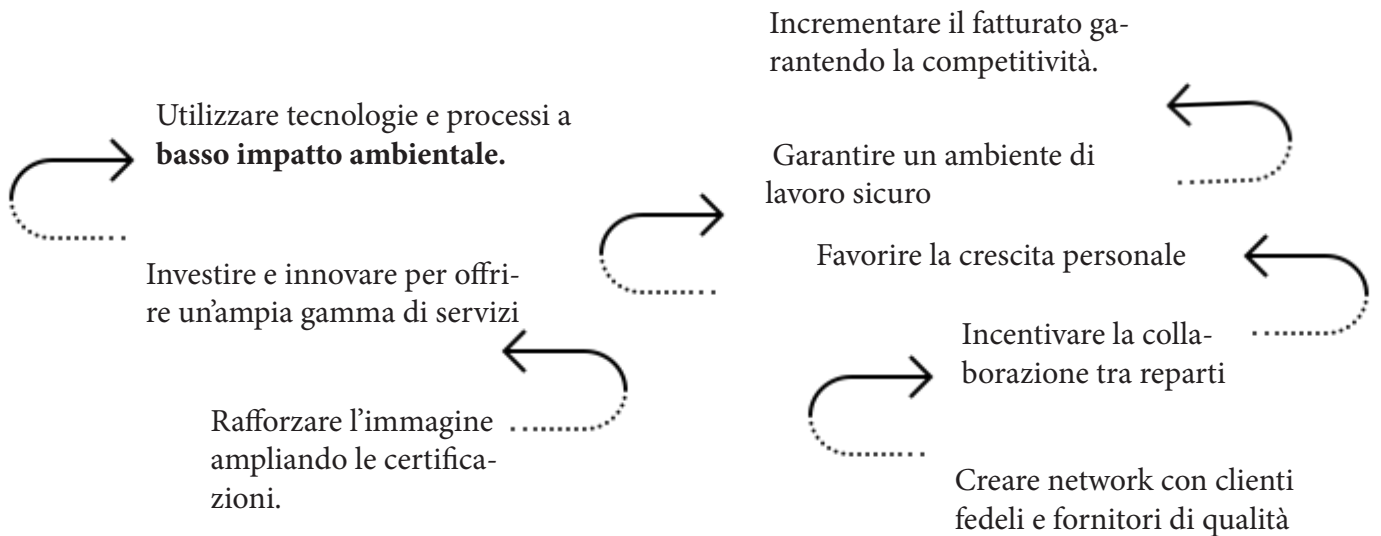 Utilizzare tecnologie e processi a
basso impatto ambientale.
Investire e innovare per offri-
re un'ampia gamma di servizi
Rafforzare l'immagine
ampliando le certifica-
zioni.
Incrementare il fatturato ga-
rantendo la competitività.
Garantire un ambiente di
lavoro sicuro
Favorire la crescita personale
Incentivare la colla-
borazione tra reparti
Creare network con clienti
fedeli e fornitori di qualità